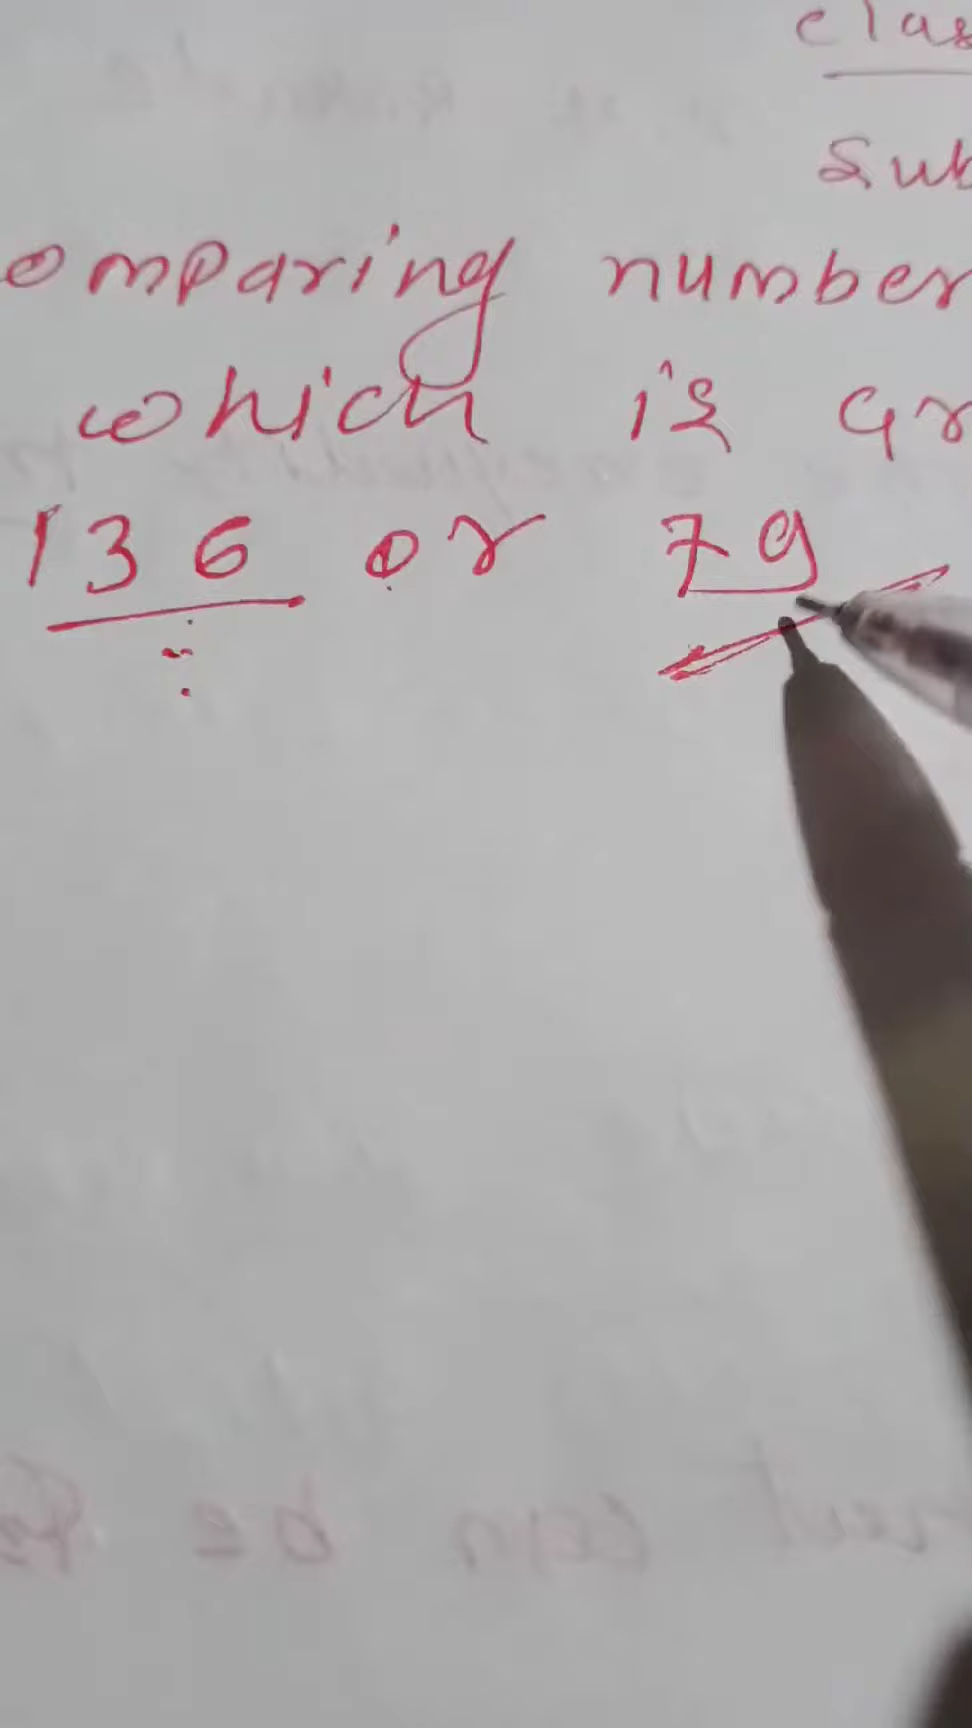 clas
Sub
omparing number
which is gr
136 or 79